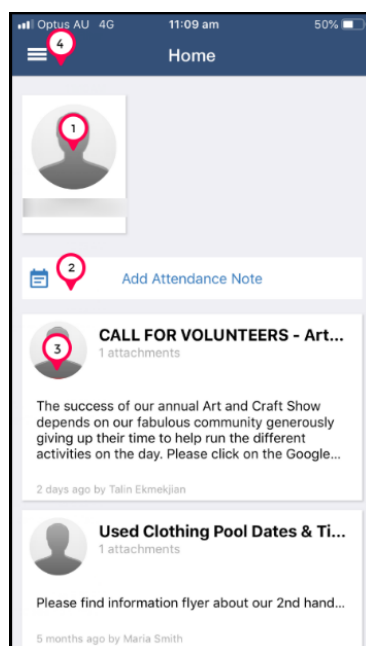 Optus AU 4G 11:09 am 50%
4
Home
1
2
Add Attendance Note
3
CALL FOR VOLUNTEERS - Art...
1 attachments
The success of our annual Art and Craft Show
depends on our fabulous community generously
giving up their time to help run the different
activities on the day. Please click on the Google...
2 days ago by Talin Ekmekjian
Used Clothing Pool Dates & Ti...
1 attachments
Please find information flyer about our 2nd hand...
5 months ago by Maria Smith